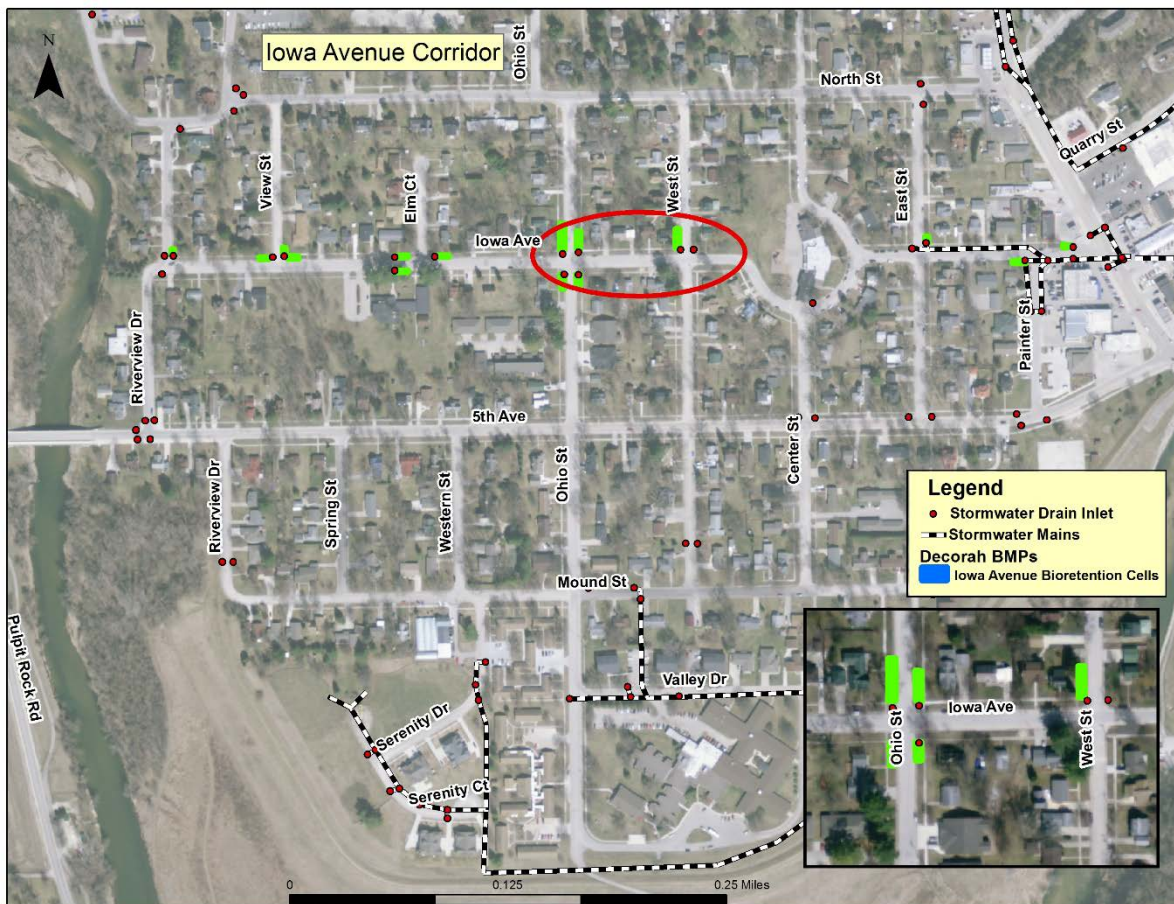 N
Iowa Avenue Corridor
Ohio St
North St
Quarry St
View St
Elm Ct
West St
East St
Iowa Ave
Riverview Dr
Painter St
5th Ave
Center St
Ohio St
Riverview Dr
Spring St
Western St
Mound St
Pulpit Rock Rd
Valley Dr
Serenity Dr
Serenity Ct
Legend
Stormwater Drain Inlet
Stormwater Mains
Decorah BMPs
Iowa Avenue Bioretention Cells
Iowa Ave
Ohio St
West St
0 0.125 0.25 Miles